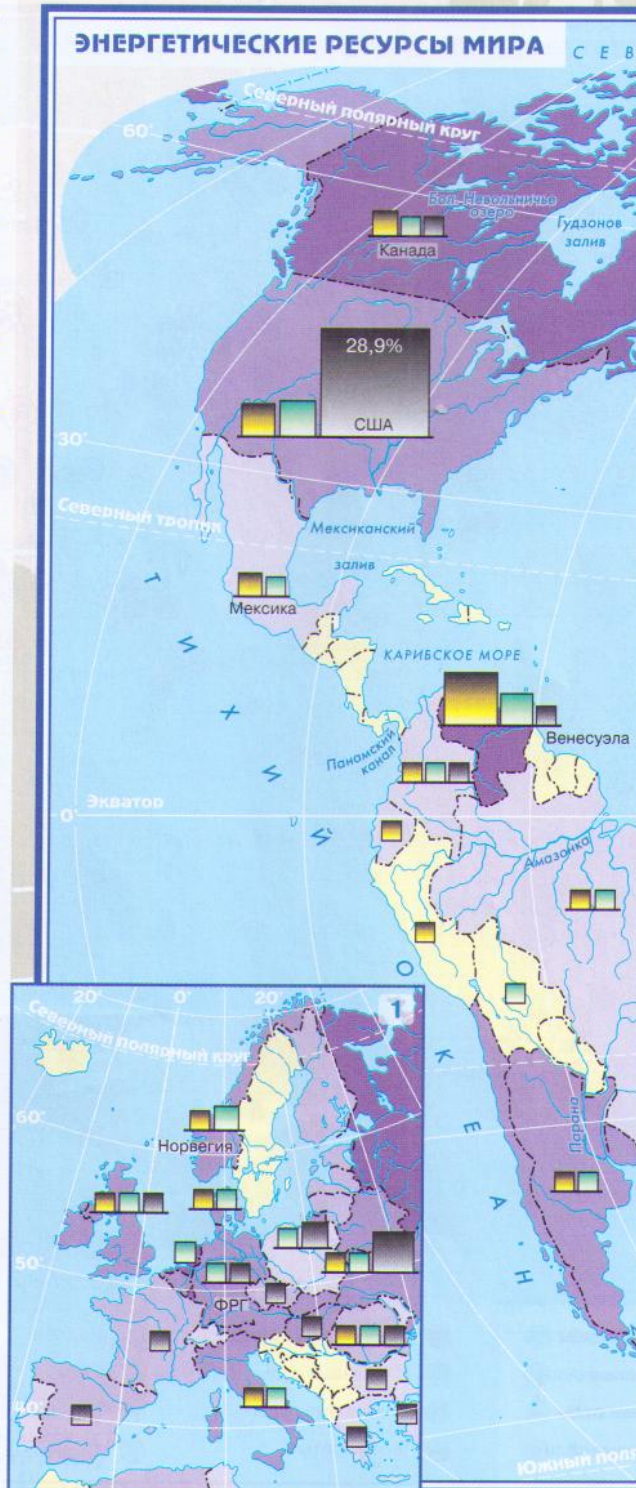 ЭНЕРГЕТИЧЕСКИЕ РЕСУРСЫ МИРА
С Е В
Северный полярный круг
60°
Бол. Невольничье
озеро
Гудзонов
залив
Канада
28,9%
США
30°
Северный тропик
Мексиканский
залив
Мексика
КАРИБСКОЕ МОРЕ
Венесуэла
Панамский
канал
0°
Экватор
Амазонка
Т И Х И Й
О К Е А Н
Парана
Южный поля
1
20°
0°
20°
Северный полярный круг
60°
Норвегия
50°
ФРГ
40°